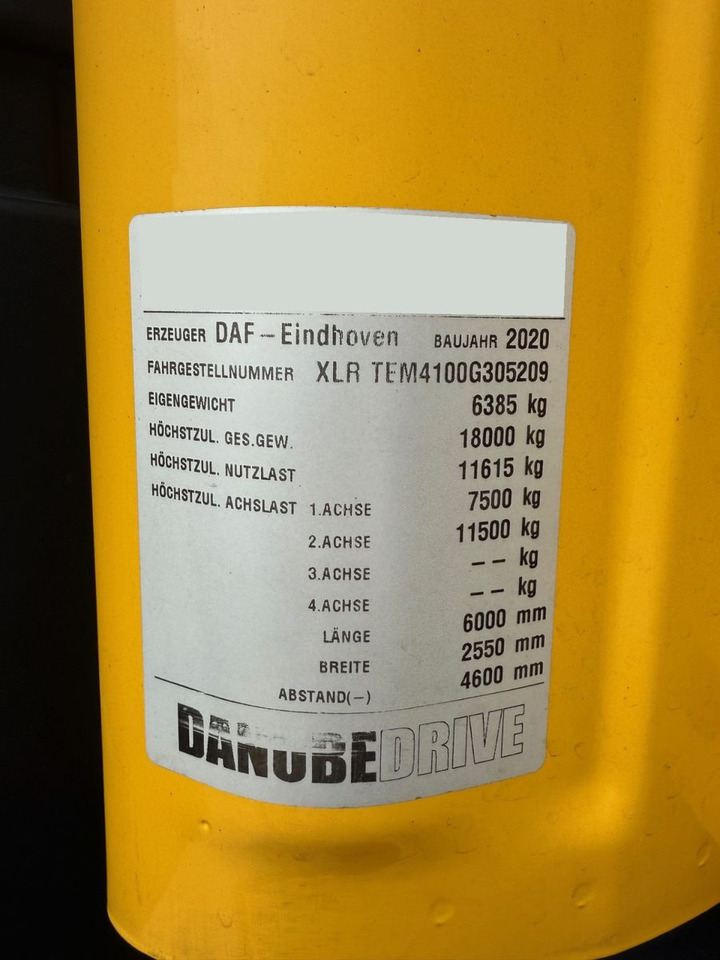 ERZEUGER DAF – Eindhoven BAUJAHR 2020
FAHRGESTELLNUMMER XLR TEM4100G305209
EIGENGEWICHT 6385 kg
HÖCHSTZUL. GES.GEW. 18000 kg
HÖCHSTZUL. NUTZLAST 11615 kg
HÖCHSTZUL. ACHSLAST 1.ACHSE 7500 kg
2.ACHSE 11500 kg
3.ACHSE –– kg
4.ACHSE –– kg
LÄNGE 6000 mm
BREITE 2550 mm
ABSTAND(–) 4600 mm
DANUBEDRIVE